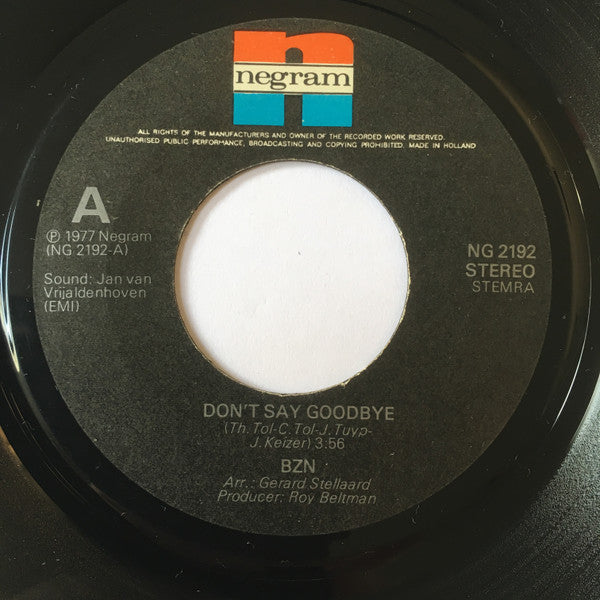 negram
ALL RIGHTS OF THE MANUFACTURERS AND OWNER OF THE RECORDED WORK RESERVED.
UNAUTHORISED PUBLIC PERFORMANCE, BROADCASTING AND COPYING PROHIBITED. MADE IN HOLLAND
A
℗ 1977 Negram
(NG 2192-A)
Sound: Jan van
Vrijaldenhoven
(EMI)
NG 2192
STEREO
STEMRA
DON'T SAY GOODBYE
(Th. Tol-C. Tol-J. Tuyp-
J. Keizer) 3:56
BZN
Arr.: Gerard Stellaard
Producer: Roy Beltman